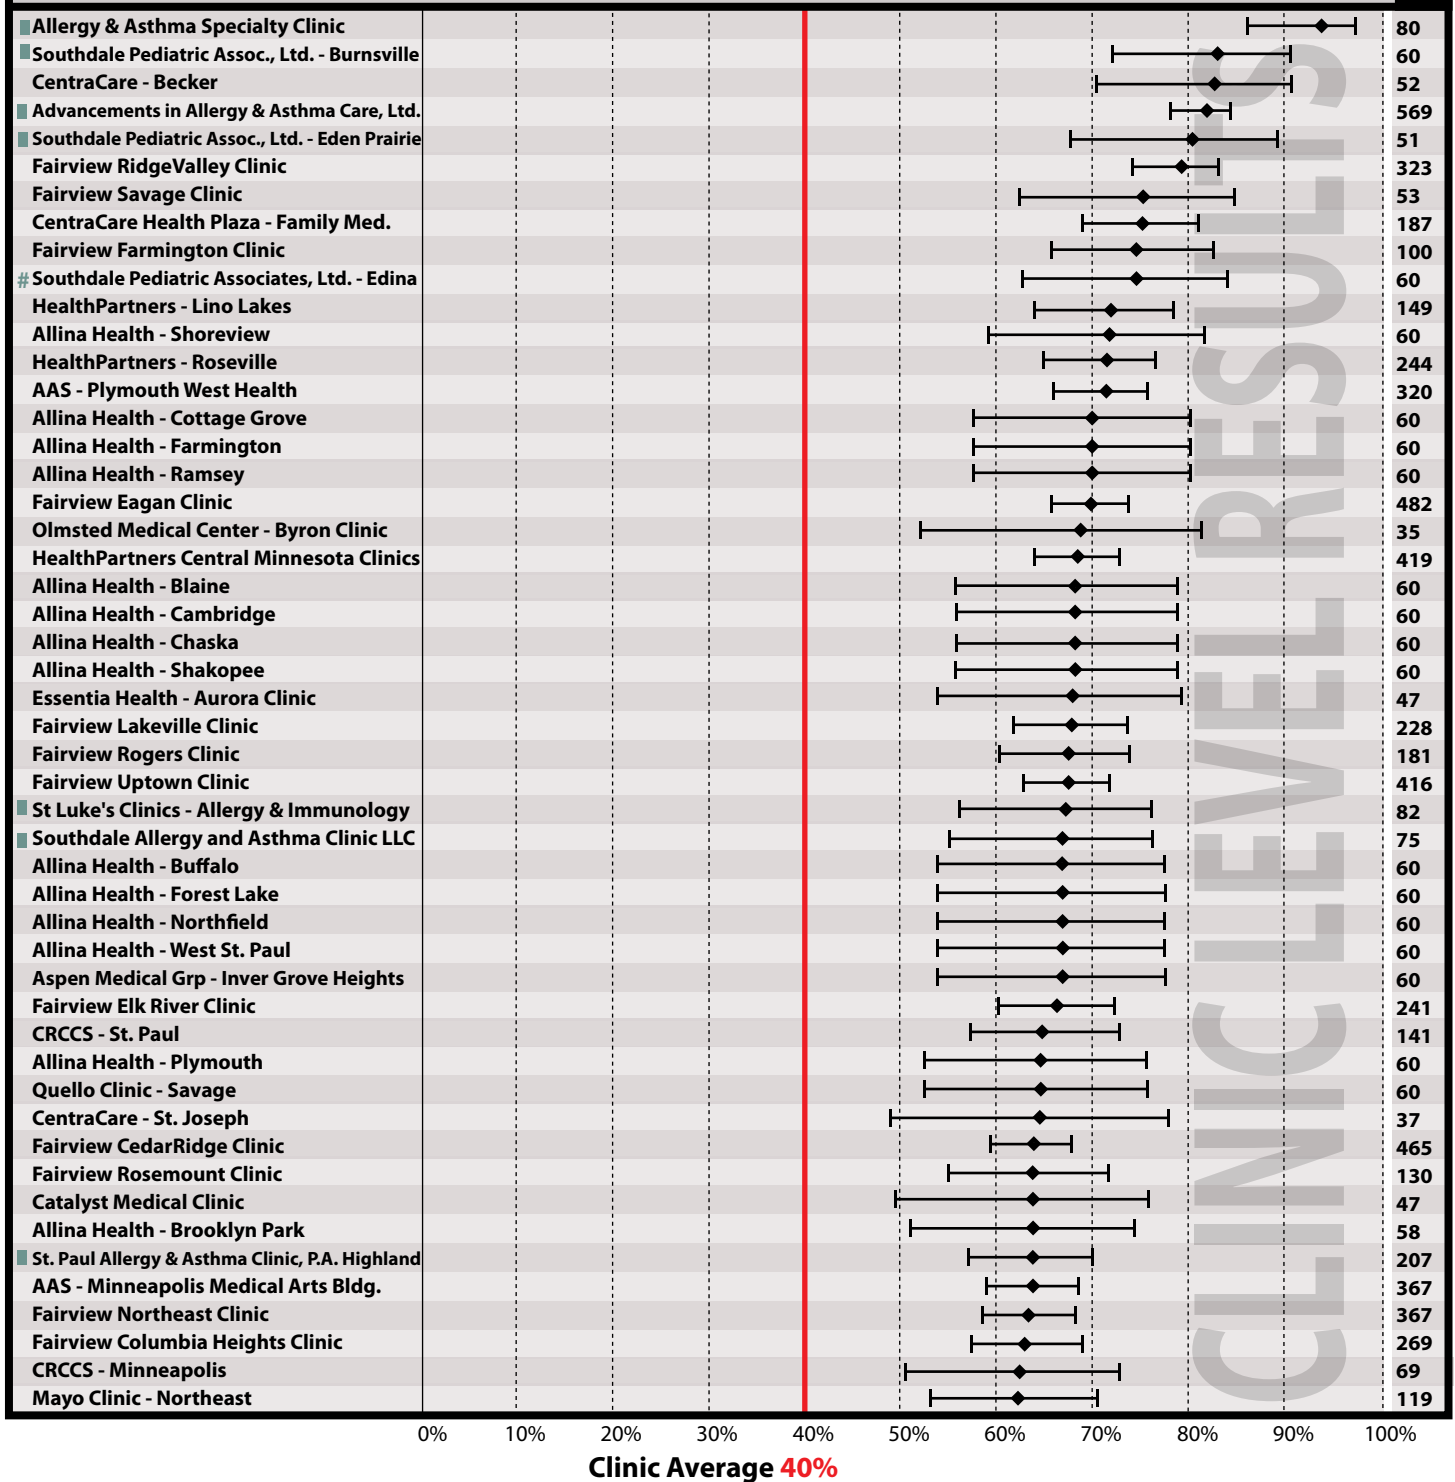 Allergy & Asthma Specialty Clinic 80
Southdale Pediatric Assoc., Ltd. - Burnsville 60
CentraCare - Becker 52
Advancements in Allergy & Asthma Care, Ltd. 569
Southdale Pediatric Assoc., Ltd. - Eden Prairie 51
Fairview RidgeValley Clinic 323
Fairview Savage Clinic 53
CentraCare Health Plaza - Family Med. 187
Fairview Farmington Clinic 100
# Southdale Pediatric Associates, Ltd. - Edina 60
HealthPartners - Lino Lakes 149
Allina Health - Shoreview 60
HealthPartners - Roseville 244
AAS - Plymouth West Health 320
Allina Health - Cottage Grove 60
Allina Health - Farmington 60
Allina Health - Ramsey 60
Fairview Eagan Clinic 482
Olmsted Medical Center - Byron Clinic 35
HealthPartners Central Minnesota Clinics 419
Allina Health - Blaine 60
Allina Health - Cambridge 60
Allina Health - Chaska 60
Allina Health - Shakopee 60
Essentia Health - Aurora Clinic 47
Fairview Lakeville Clinic 228
Fairview Rogers Clinic 181
Fairview Uptown Clinic 416
St Luke's Clinics - Allergy & Immunology 82
Southdale Allergy and Asthma Clinic LLC 75
Allina Health - Buffalo 60
Allina Health - Forest Lake 60
Allina Health - Northfield 60
Allina Health - West St. Paul 60
Aspen Medical Grp - Inver Grove Heights 60
Fairview Elk River Clinic 241
CRCCS - St. Paul 141
Allina Health - Plymouth 60
Quello Clinic - Savage 60
CentraCare - St. Joseph 37
Fairview CedarRidge Clinic 465
Fairview Rosemount Clinic 130
Catalyst Medical Clinic 47
Allina Health - Brooklyn Park 58
St. Paul Allergy & Asthma Clinic, P.A. Highland 207
AAS - Minneapolis Medical Arts Bldg. 367
Fairview Northeast Clinic 367
Fairview Columbia Heights Clinic 269
CRCCS - Minneapolis 69
Mayo Clinic - Northeast 119
CLINIC LEVEL RESULTS
0% 10% 20% 30% 40% 50% 60% 70% 80% 90% 100%
Clinic Average 40%